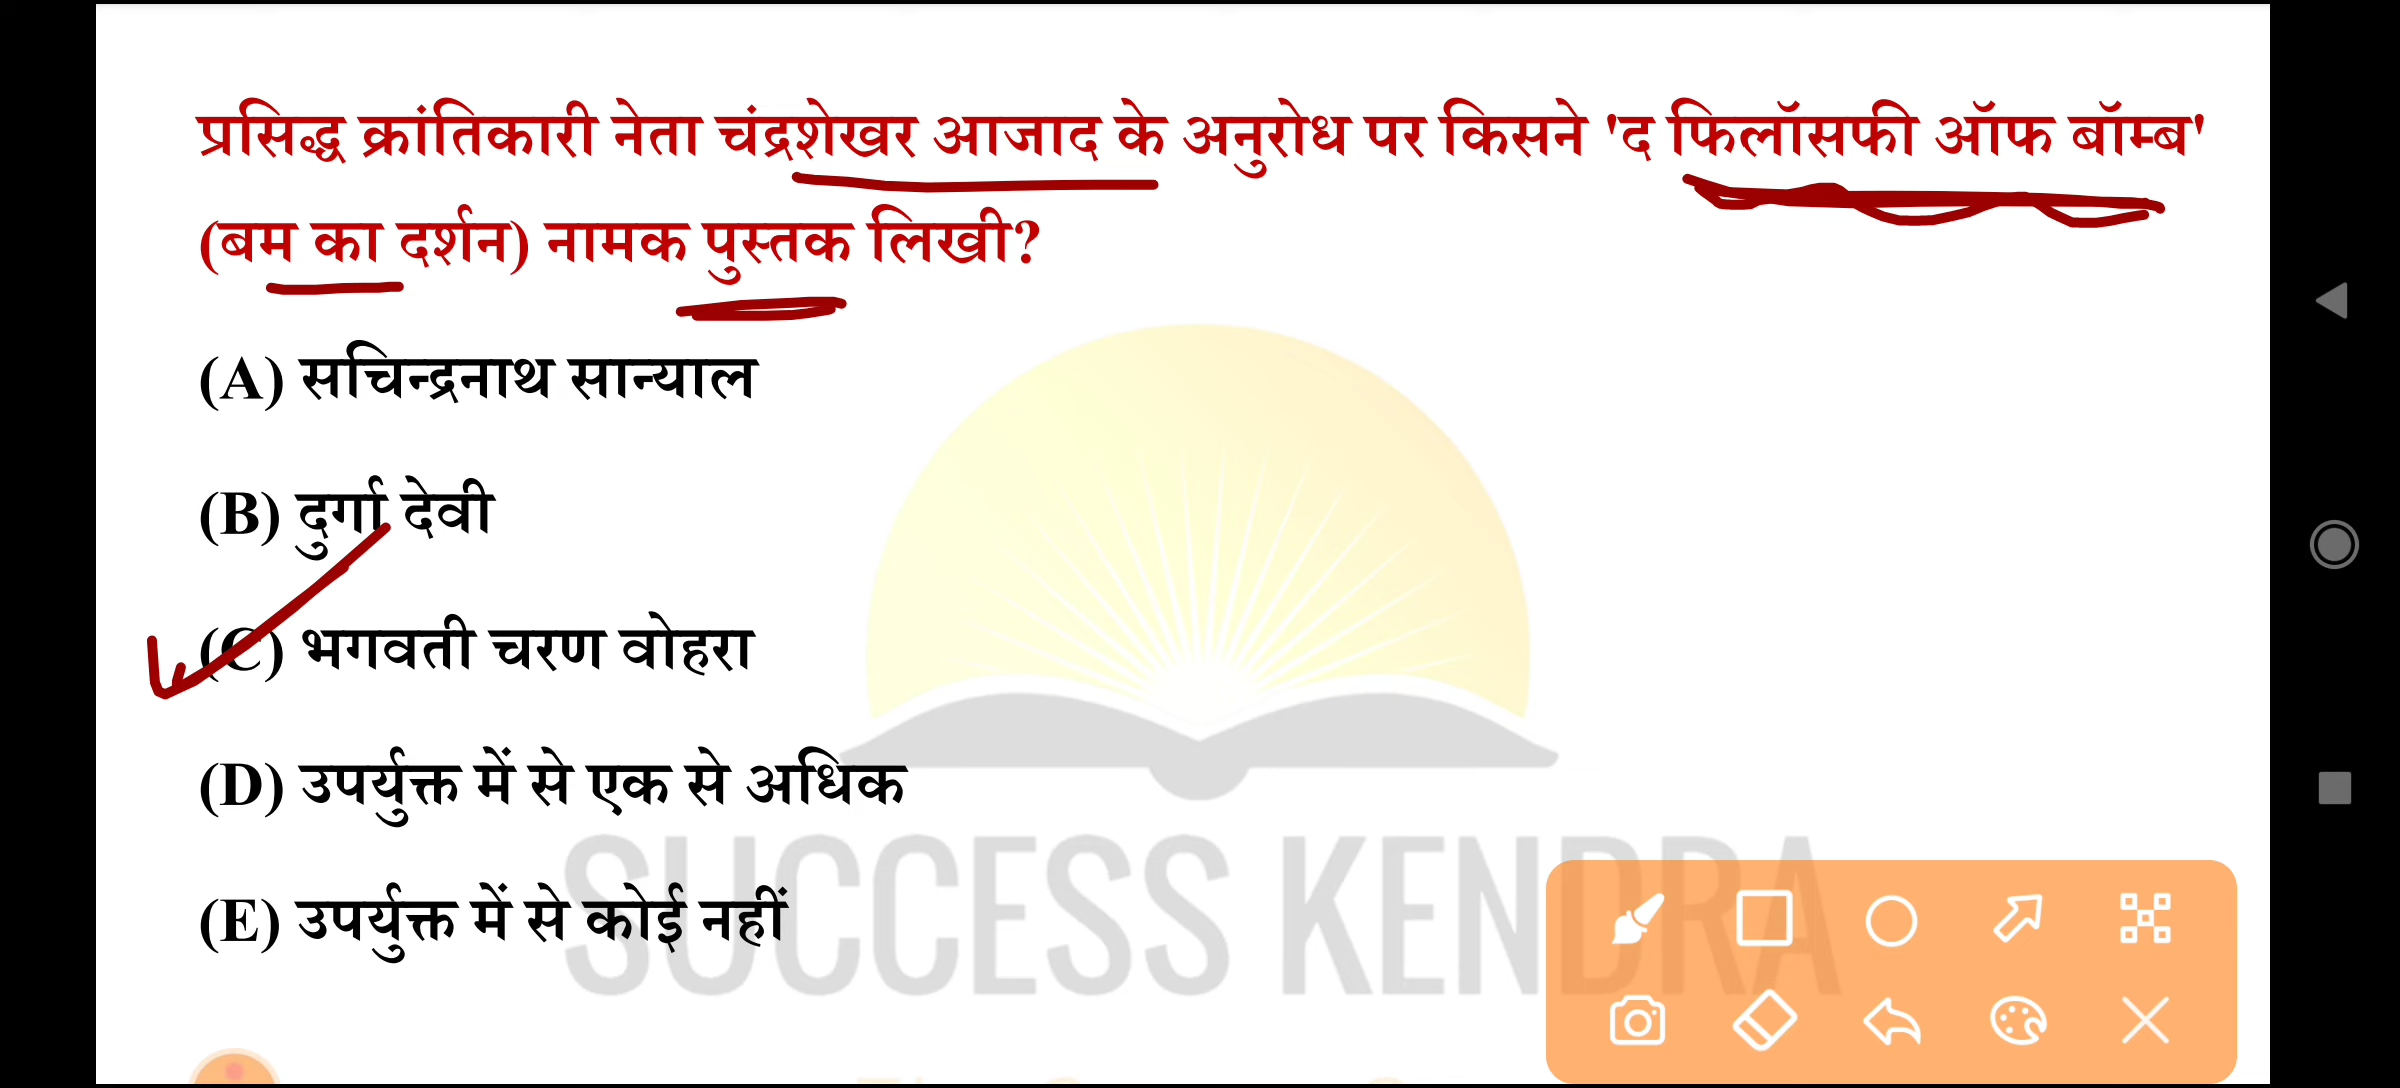 प्रसिद्ध क्रांतिकारी नेता चंद्रशेखर आजाद के अनुरोध पर किसने 'द फिलॉसफी ऑफ बॉम्ब'
(बम का दर्शन) नामक पुस्तक लिखी?
(A) सचिन्द्रनाथ सान्याल
(B) दुर्गा देवी
(C) भगवती चरण वोहरा
(D) उपर्युक्त में से एक से अधिक
(E) उपर्युक्त में से कोई नहीं
SUCCESS KENDRA